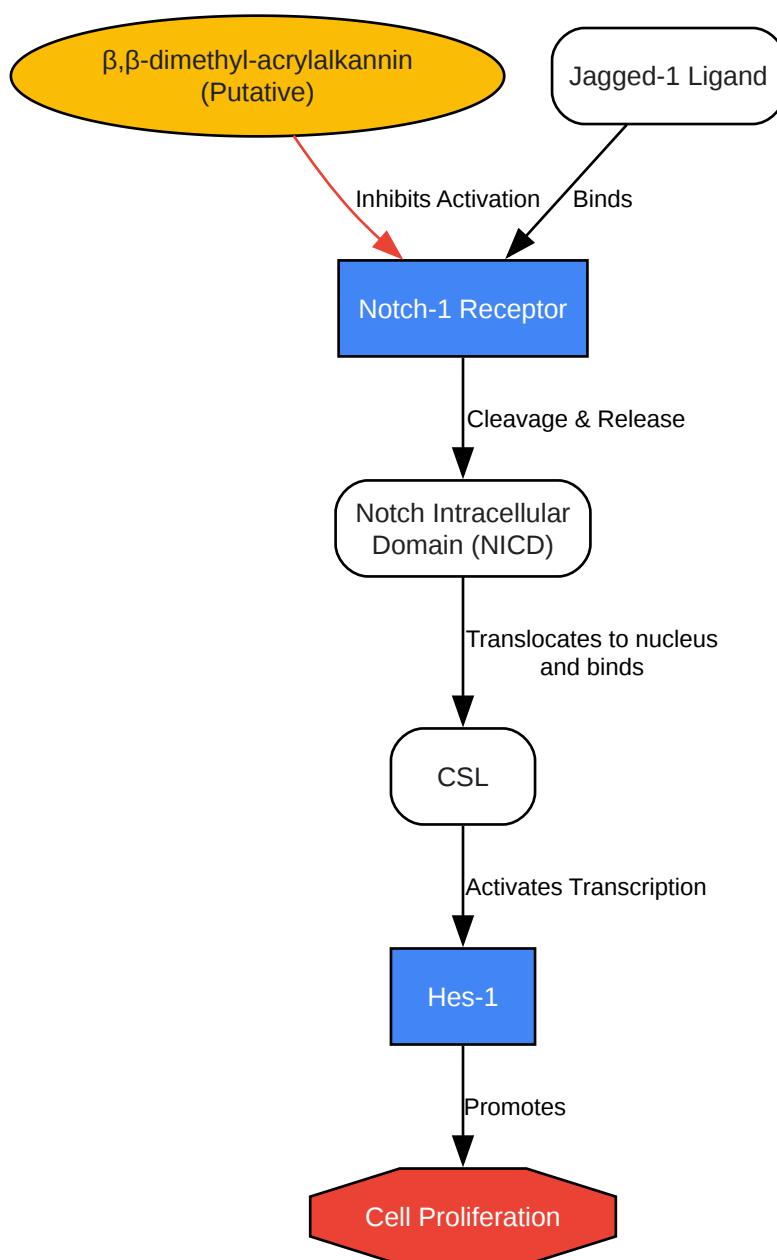 β,β-dimethyl-acrylalkannin
(Putative)
Jagged-1 Ligand
Inhibits Activation
Binds
Notch-1 Receptor
Cleavage & Release
Notch Intracellular
Domain (NICD)
Translocates to nucleus
and binds
CSL
Activates Transcription
Hes-1
Promotes
Cell Proliferation